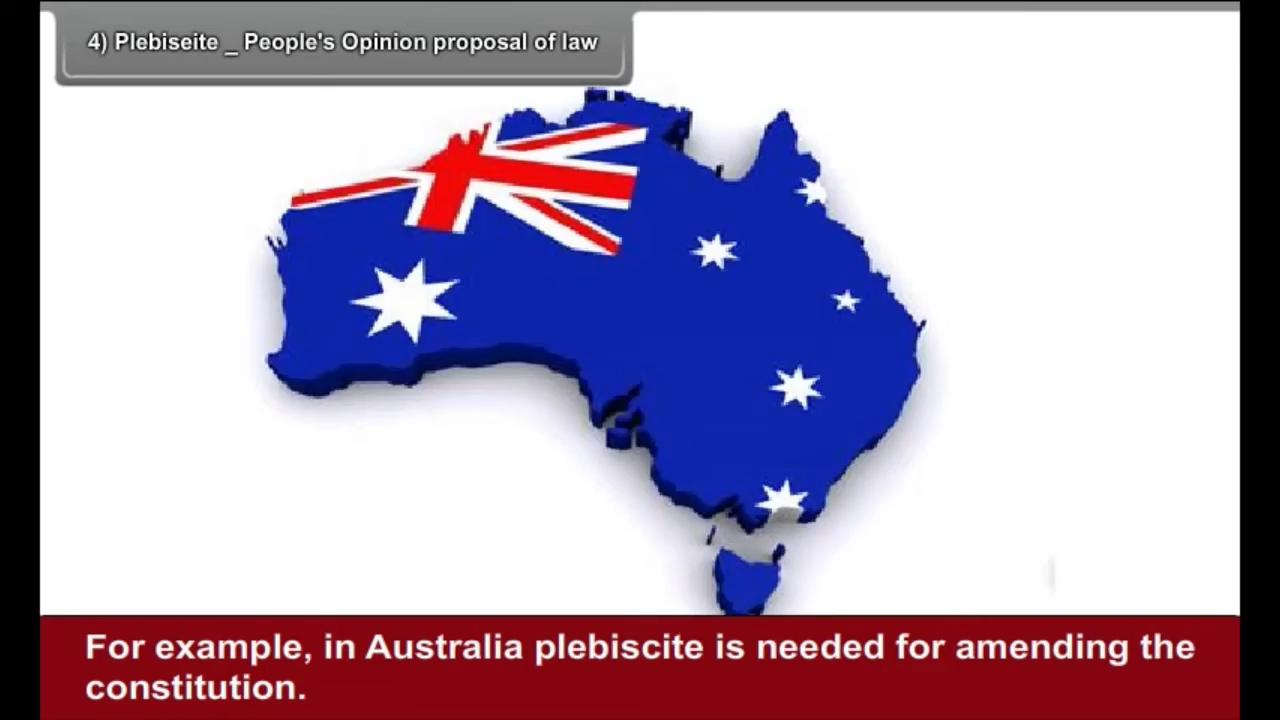 4) Plebiseite _ People's Opinion proposal of law
For example, in Australia plebiscite is needed for amending the
constitution.